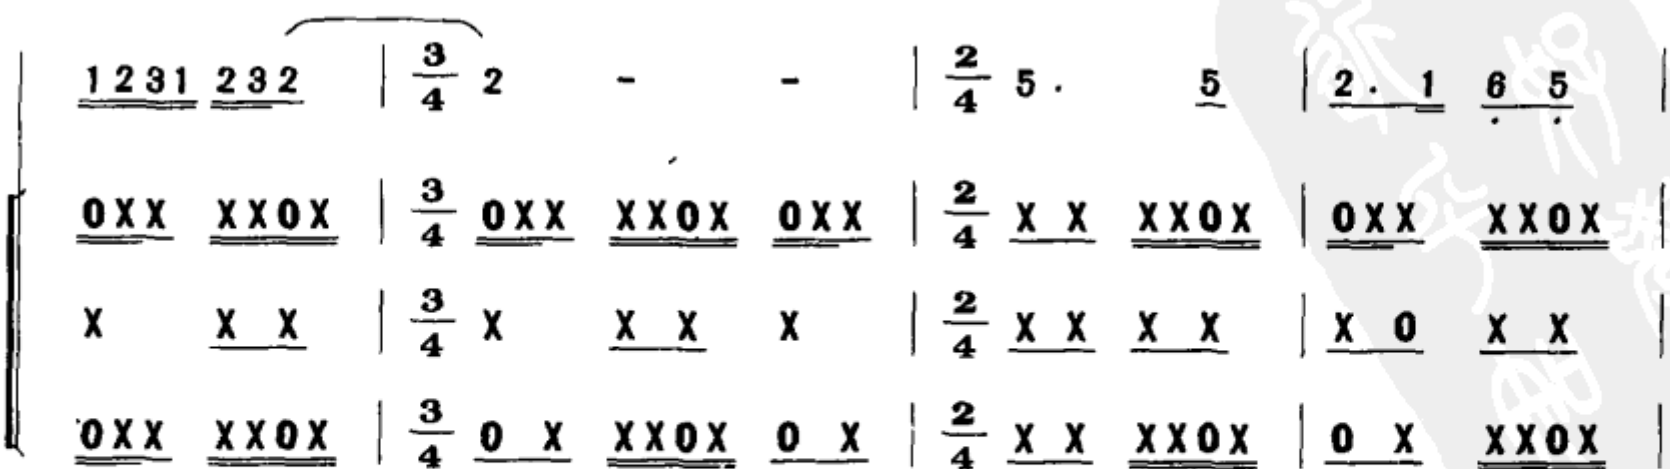 1231 232 | 3/4 2 - - | 2/4 5. 5 | 2. 1 6 5 |
0XX XX0X | 3/4 0XX XX0X 0XX | 2/4 X X XX0X | 0XX XX0X |
X X X | 3/4 X X X X | 2/4 X X X X | X 0 X X |
0XX XX0X | 3/4 0 X XX0X 0 X | 2/4 X X XX0X | 0 X XX0X |